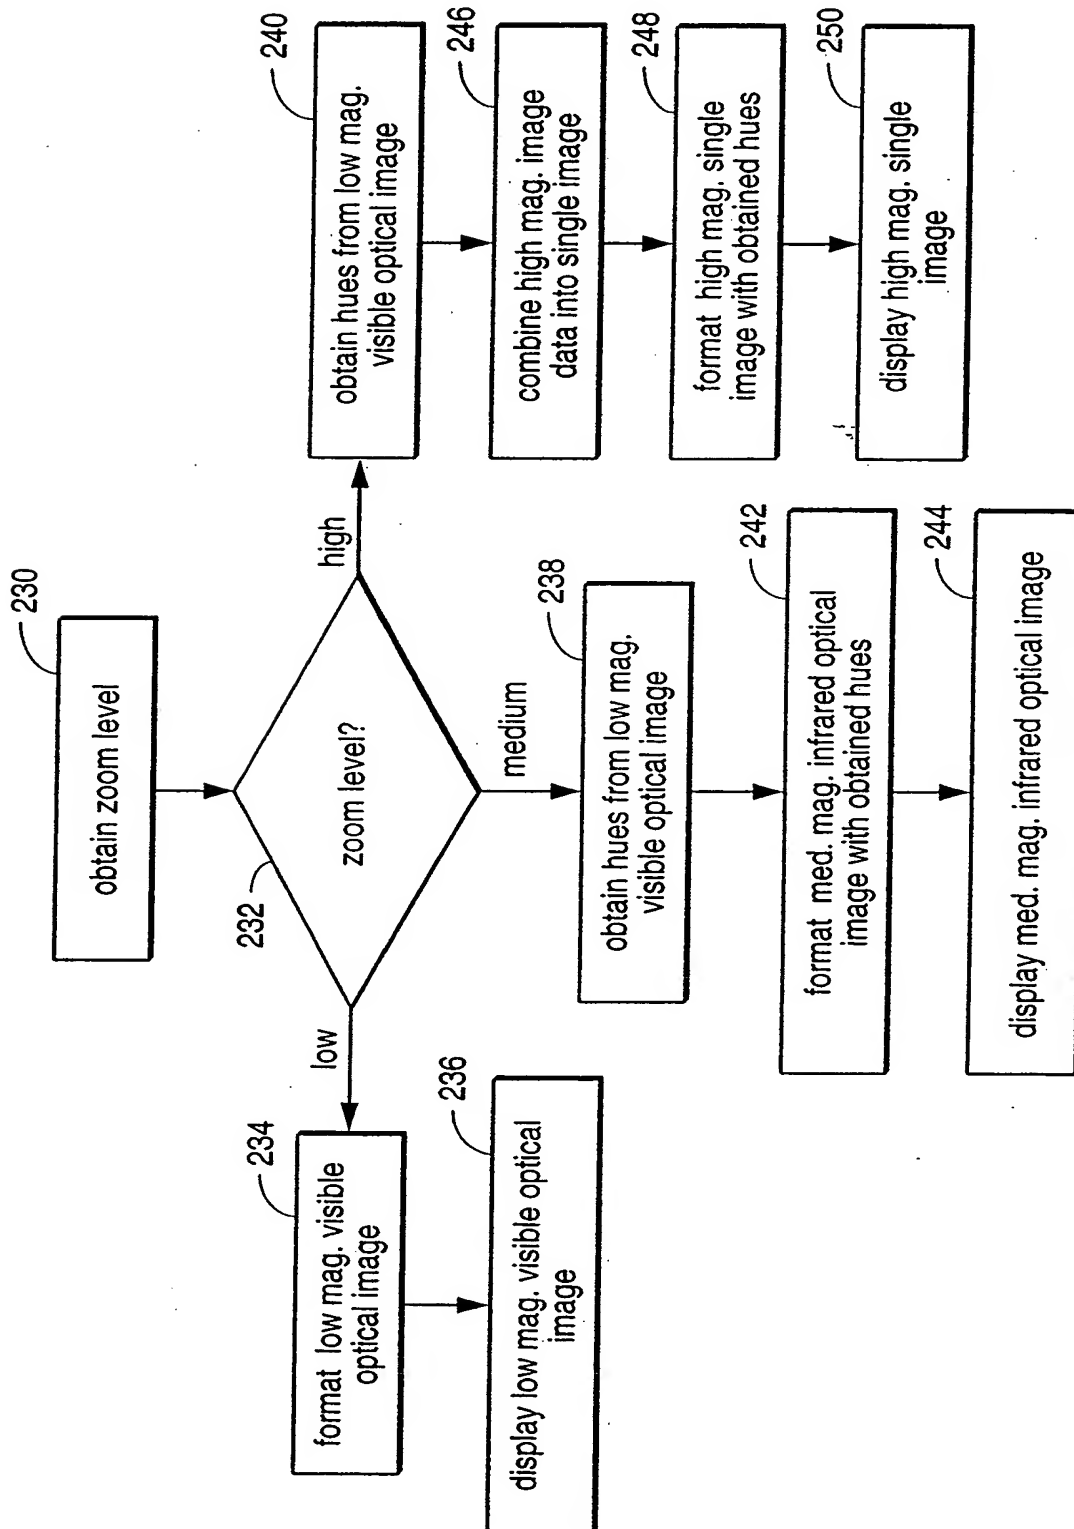 230
obtain zoom level
232
zoom level?
low
medium
high
234
format low mag. visible
optical image
236
display low mag. visible optical
image
238
obtain hues from low mag.
visible optical image
242
format med. mag. infrared optical
image with obtained hues
244
display med. mag. infrared optical image
240
obtain hues from low mag.
visible optical image
246
combine high mag. image
data into single image
248
format high mag. single
image with obtained hues
250
display high mag. single
image